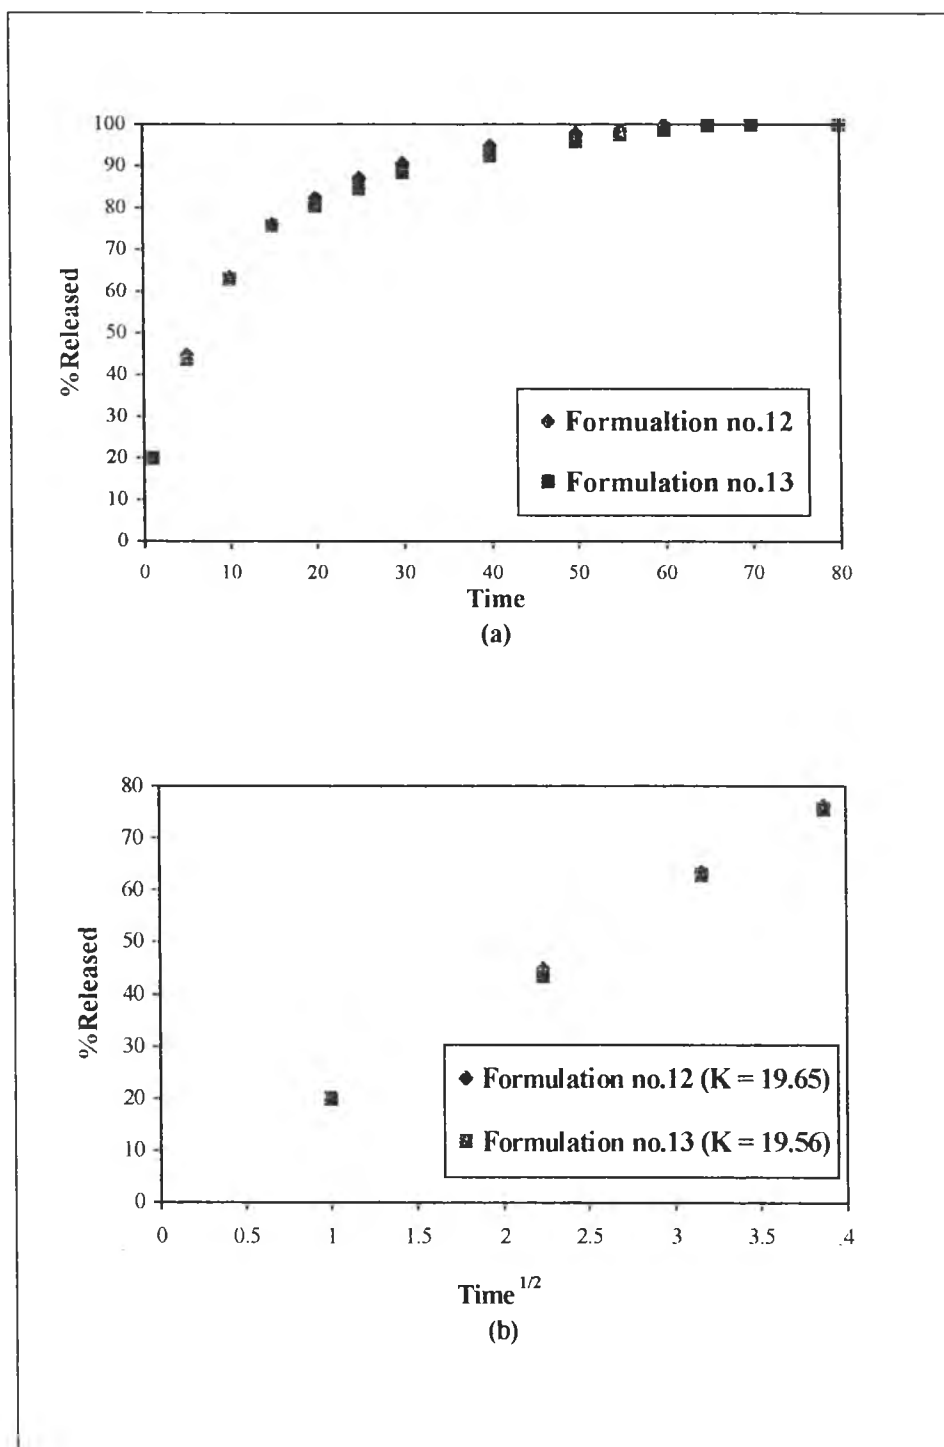 100
90
80
70
60
50
40
30
20
10
0
%Released
Formualtion no.12
Formulation no.13
0 10 20 30 40 50 60 70 80
Time
(a)
80
70
60
50
40
30
20
10
0
%Released
Formulation no.12 (K = 19.65)
Formulation no.13 (K = 19.56)
0 0.5 1 1.5 2 2.5 3 3.5 4
Time 1/2
(b)